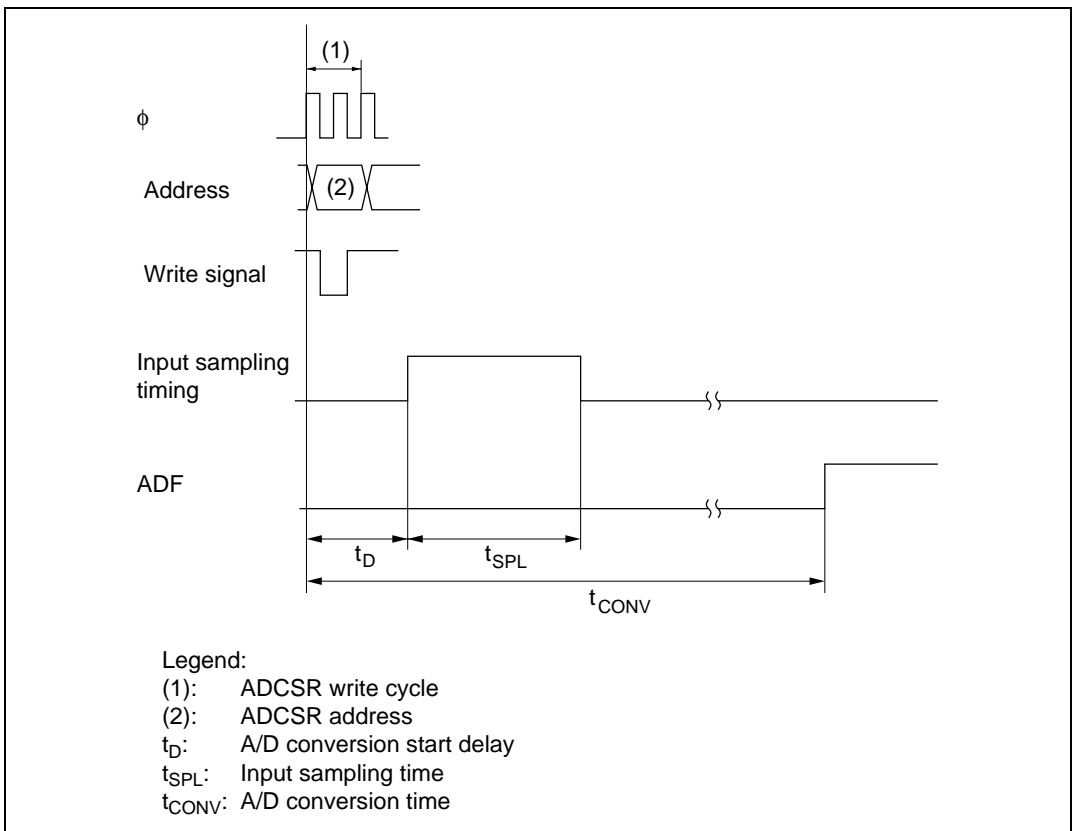 (1)
ϕ
Address
(2)
Write signal
Input sampling
timing
ADF
tD
tSPL
tCONV
Legend:
(1): ADCSR write cycle
(2): ADCSR address
tD: A/D conversion start delay
tSPL: Input sampling time
tCONV: A/D conversion time